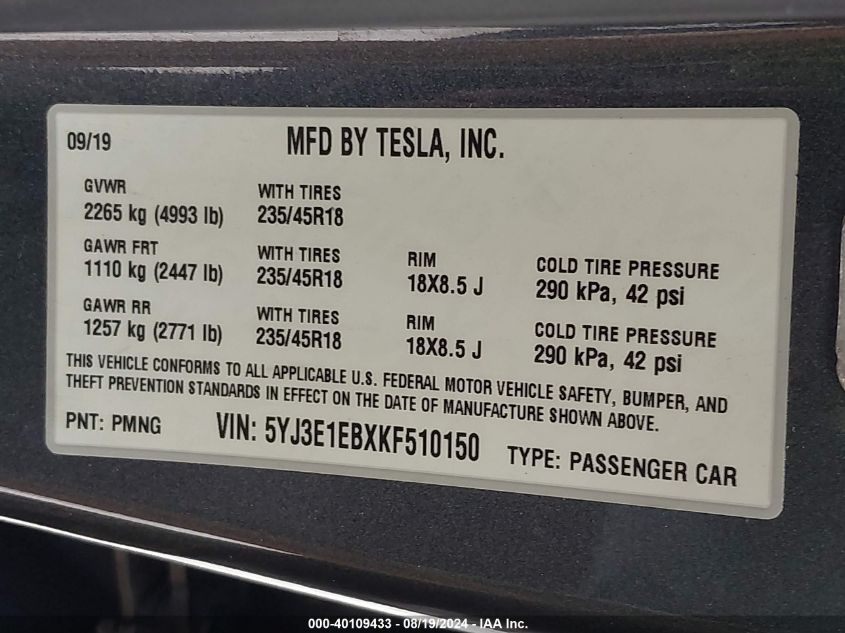 09/19 MFD BY TESLA, INC.
GVWR WITH TIRES
2265 kg (4993 lb) 235/45R18
GAWR FRT WITH TIRES RIM COLD TIRE PRESSURE
1110 kg (2447 lb) 235/45R18 18X8.5 J 290 kPa, 42 psi
GAWR RR WITH TIRES RIM COLD TIRE PRESSURE
1257 kg (2771 lb) 235/45R18 18X8.5 J 290 kPa, 42 psi
THIS VEHICLE CONFORMS TO ALL APPLICABLE U.S. FEDERAL MOTOR VEHICLE SAFETY, BUMPER, AND
THEFT PREVENTION STANDARDS IN EFFECT ON THE DATE OF MANUFACTURE SHOWN ABOVE.
PNT: PMNG VIN: 5YJ3E1EBXKF510150 TYPE: PASSENGER CAR
000-40109433 - 08/19/2024 - IAA Inc.